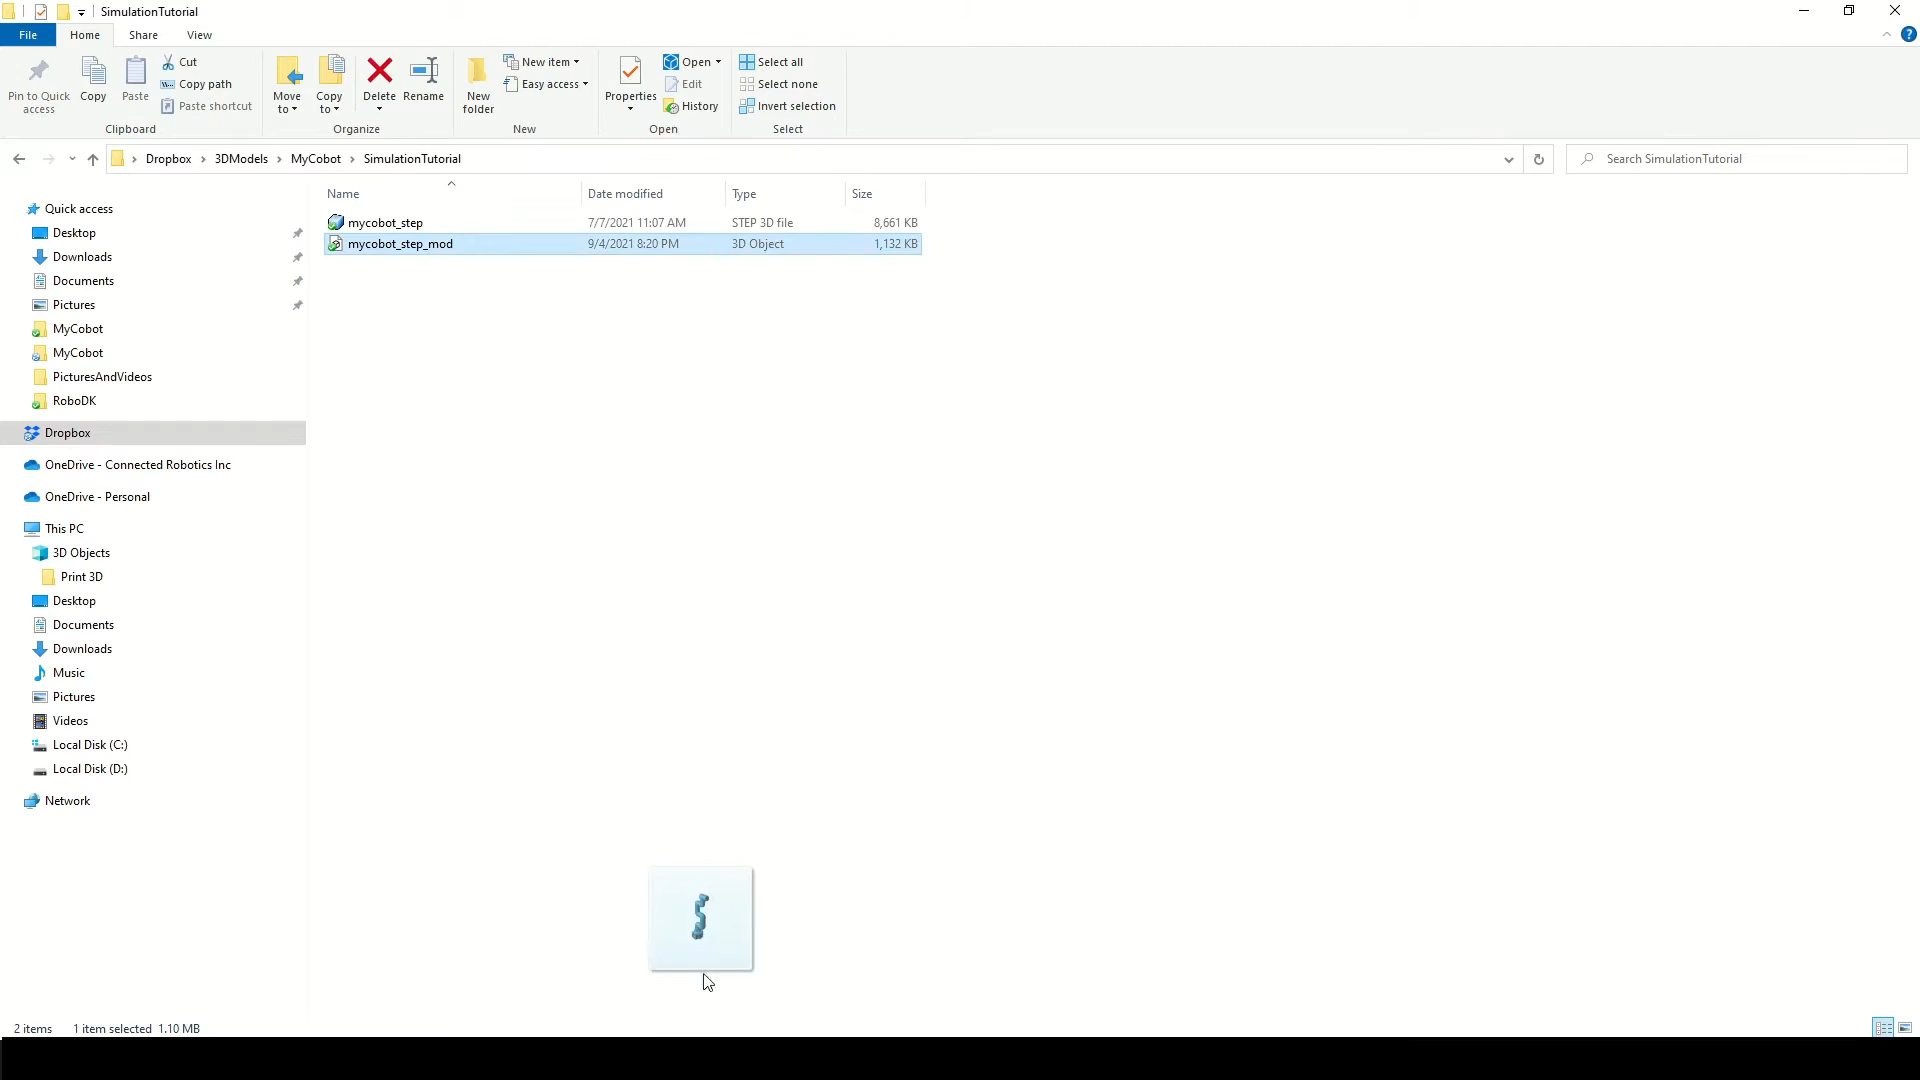 SimulationTutorial
File Home Share View
Pin to Quick access
Copy
Paste
Cut
Copy path
Paste shortcut
Clipboard
Move to
Copy to
Delete
Rename
Organize
New folder
New item
Easy access
New
Properties
Open
Edit
History
Open
Select all
Select none
Invert selection
Select
Dropbox > 3DModels > MyCobot > SimulationTutorial
Search SimulationTutorial
Name Date modified Type Size
mycobot_step 7/7/2021 11:07 AM STEP 3D file 8,661 KB
mycobot_step_mod 9/4/2021 8:20 PM 3D Object 1,132 KB
Quick access
Desktop
Downloads
Documents
Pictures
MyCobot
MyCobot
PicturesAndVideos
RoboDK
Dropbox
OneDrive - Connected Robotics Inc
OneDrive - Personal
This PC
3D Objects
Print 3D
Desktop
Documents
Downloads
Music
Pictures
Videos
Local Disk (C:)
Local Disk (D:)
Network
2 items 1 item selected 1.10 MB